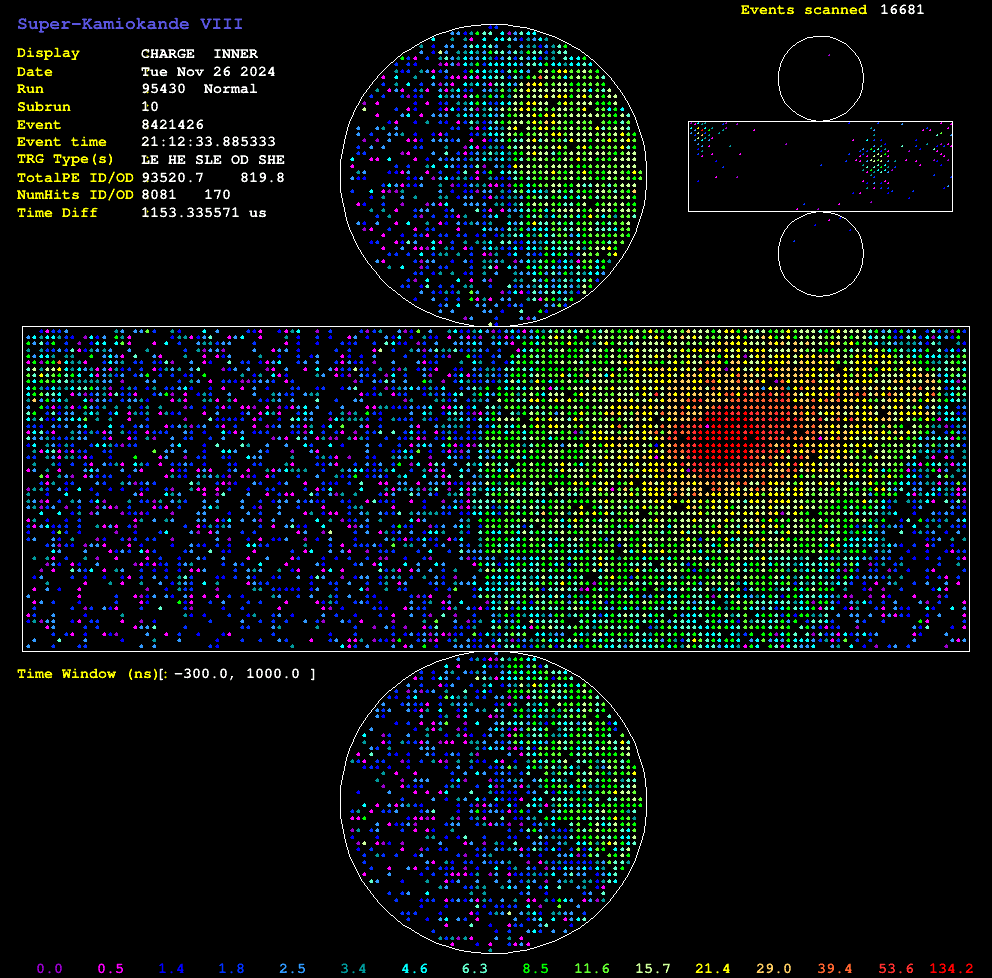 Super-Kamiokande VIII
Events scanned 16681
Display CHARGE INNER
Date Tue Nov 26 2024
Run 95430 Normal
Subrun 10
Event 8421426
Event time 21:12:33.885333
TRG Type(s) LE HE SLE OD SHE
TotalPE ID/OD 93520.7 819.8
NumHits ID/OD 8081 170
Time Diff 1153.335571 us
Time Window (ns)[: −300.0, 1000.0 ]
0.0 0.5 1.4 1.8 2.5 3.4 4.6 6.3 8.5 11.6 15.7 21.4 29.0 39.4 53.6 134.2